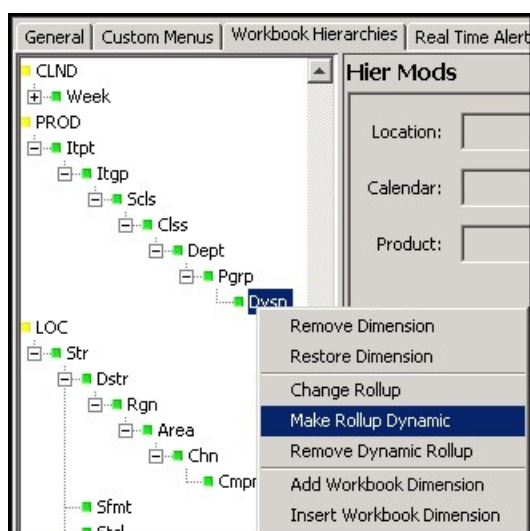 General
Custom Menus
Workbook Hierarchies
Real Time Alert
CLND
Week
PROD
Itpt
Itgp
Scls
Clss
Dept
Pgrp
Hier Mods
Location:
Calendar:
Product:
LOC
Str
Dstr
Rgn
Area
Chn
Sfmt
Remove Dimension
Restore Dimension
Change Rollup
Make Rollup Dynamic
Remove Dynamic Rollup
Add Workbook Dimension
Insert Workbook Dimension